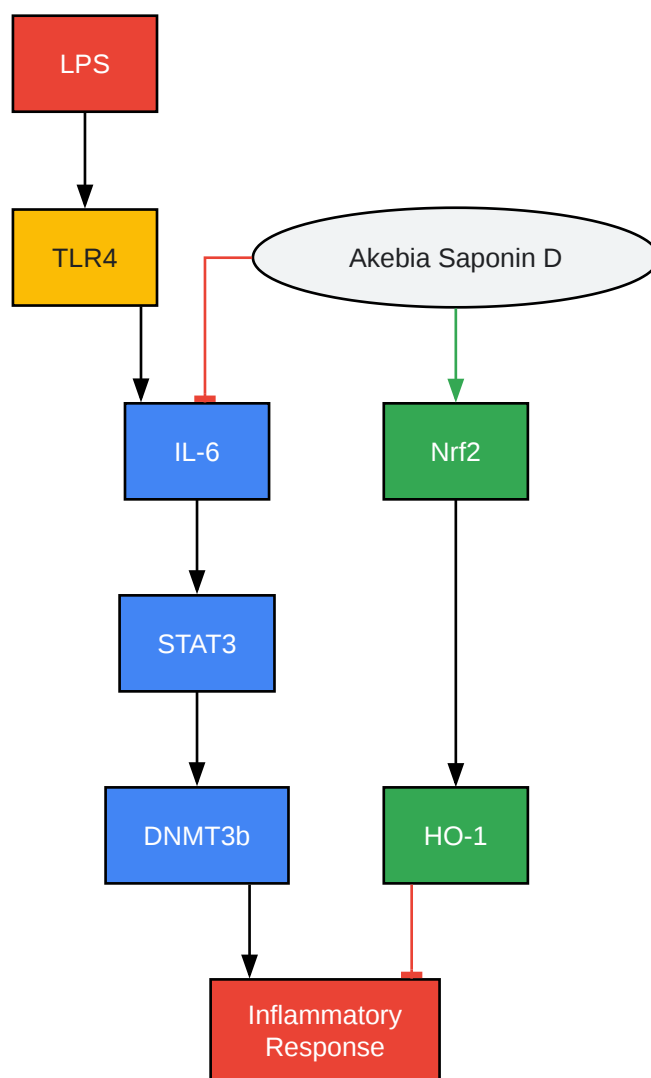 LPS
TLR4
Akebia Saponin D
IL-6
Nrf2
STAT3
DNMT3b
HO-1
Inflammatory
Response